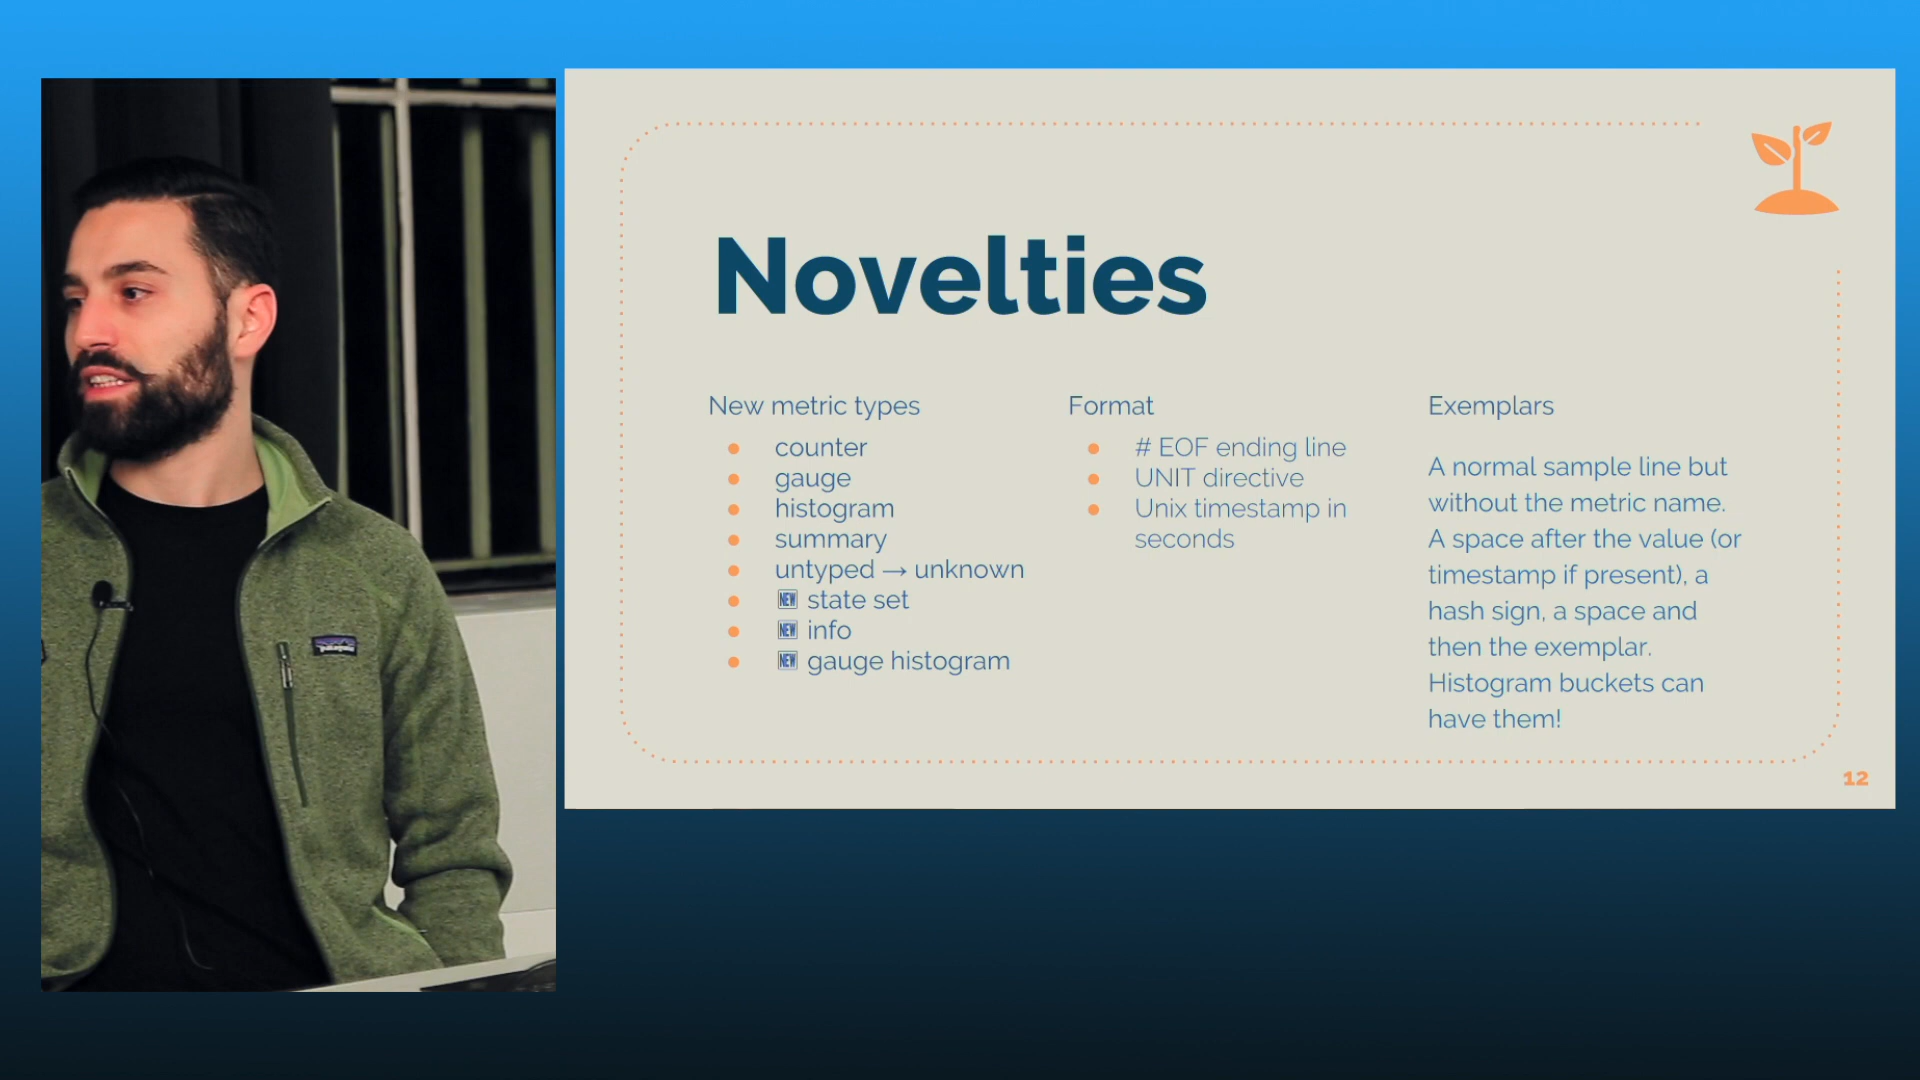 Novelties
New metric types
counter
gauge
histogram
summary
untyped → unknown
NEW state set
NEW info
NEW gauge histogram
Format
# EOF ending line
UNIT directive
Unix timestamp in
seconds
Exemplars
A normal sample line but
without the metric name.
A space after the value (or
timestamp if present), a
hash sign, a space and
then the exemplar.
Histogram buckets can
have them!
12
patagonia